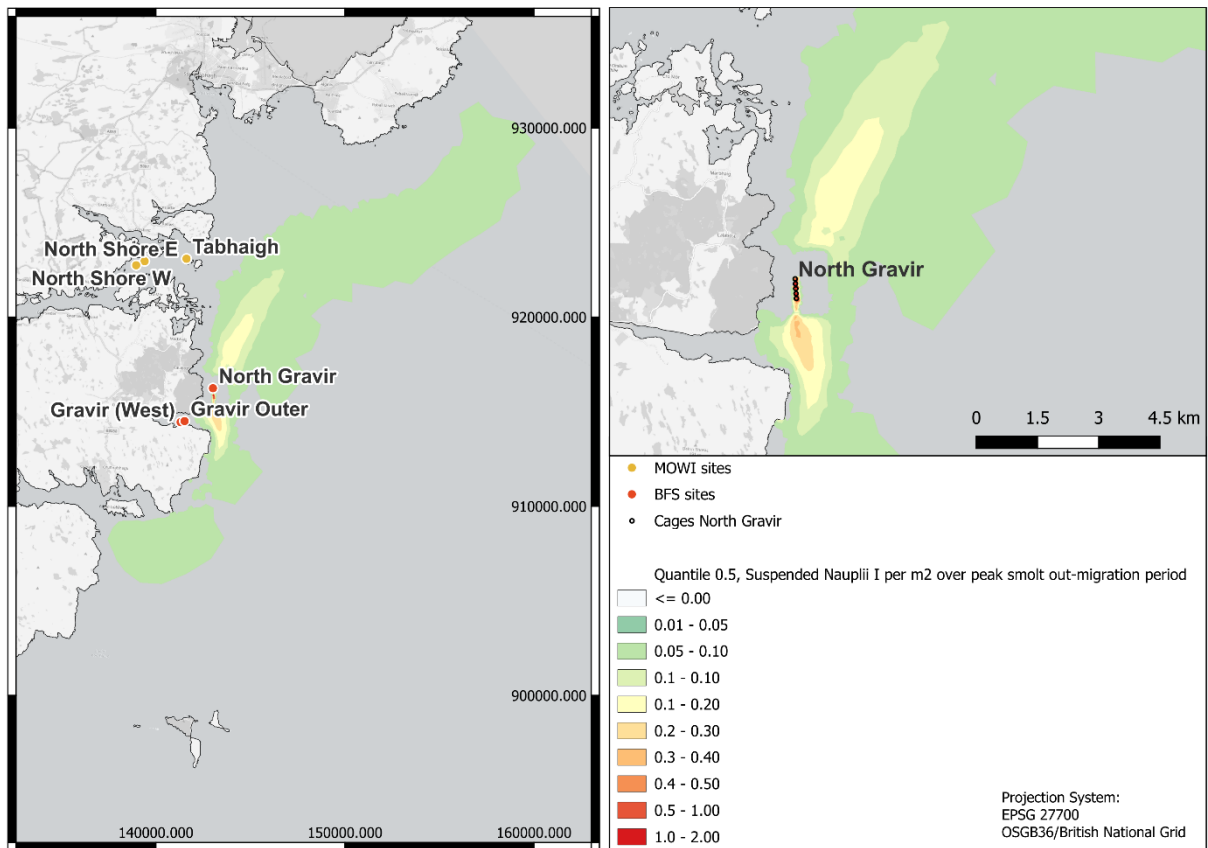 930000.000
North Shore E
Tabhaigh
North Shore W
920000.000
North Gravir
Gravir (West)
Gravir Outer
910000.000
900000.000
140000.000
150000.000
160000.000
North Gravir
0 1.5 3 4.5 km
MOWI sites
BFS sites
Cages North Gravir
Quantile 0.5, Suspended Nauplii I per m2 over peak smolt out-migration period
<= 0.00
0.01 - 0.05
0.05 - 0.10
0.1 - 0.10
0.1 - 0.20
0.2 - 0.30
0.3 - 0.40
0.4 - 0.50
0.5 - 1.00
1.0 - 2.00
Projection System:
EPSG 27700
OSGB36/British National Grid